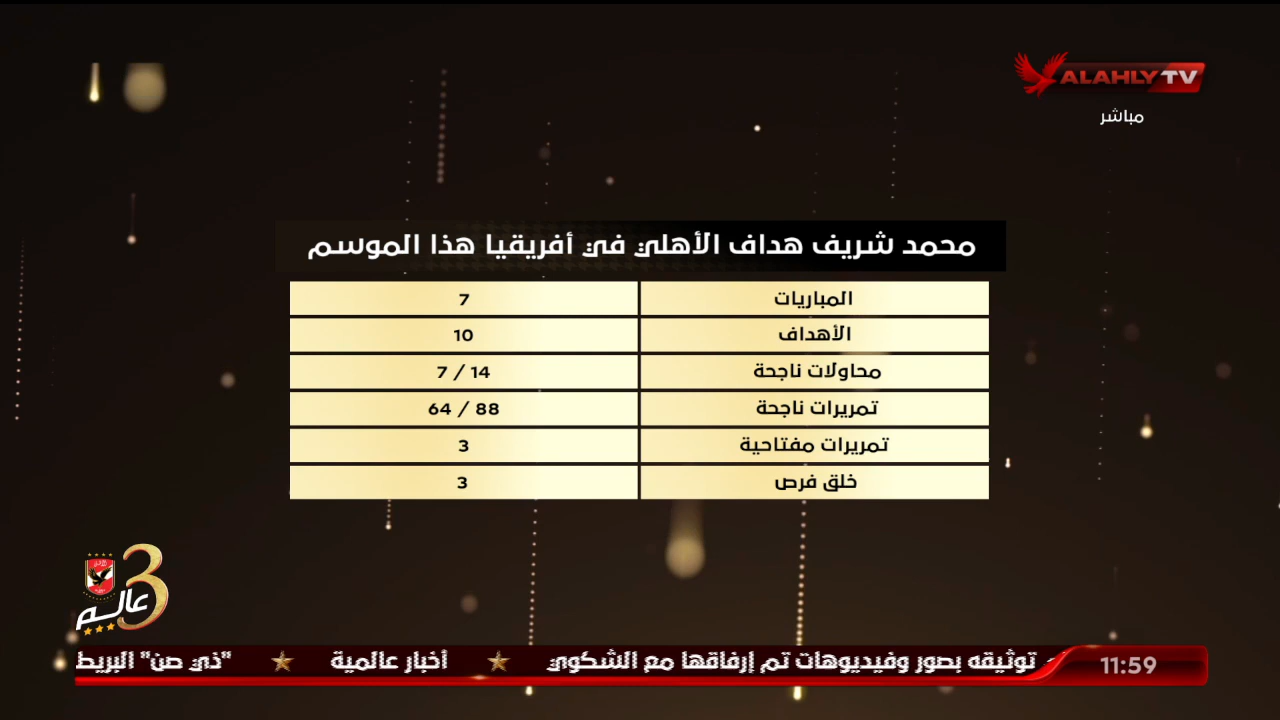 ALAHLY TV
مباشر
محمد شريف هداف الأهلي في أفريقيا هذا الموسم
المباريات 7
الأهداف 10
محاولات ناجحة 7 / 14
تمريرات ناجحة 64 / 88
تمريرات مفتاحية 3
خلق فرص 3
3 عالم
11:59 توثيقه بصور وفيديوهات تم إرفاقها مع الشكوي أخبار عالمية "ذي صن" البريط